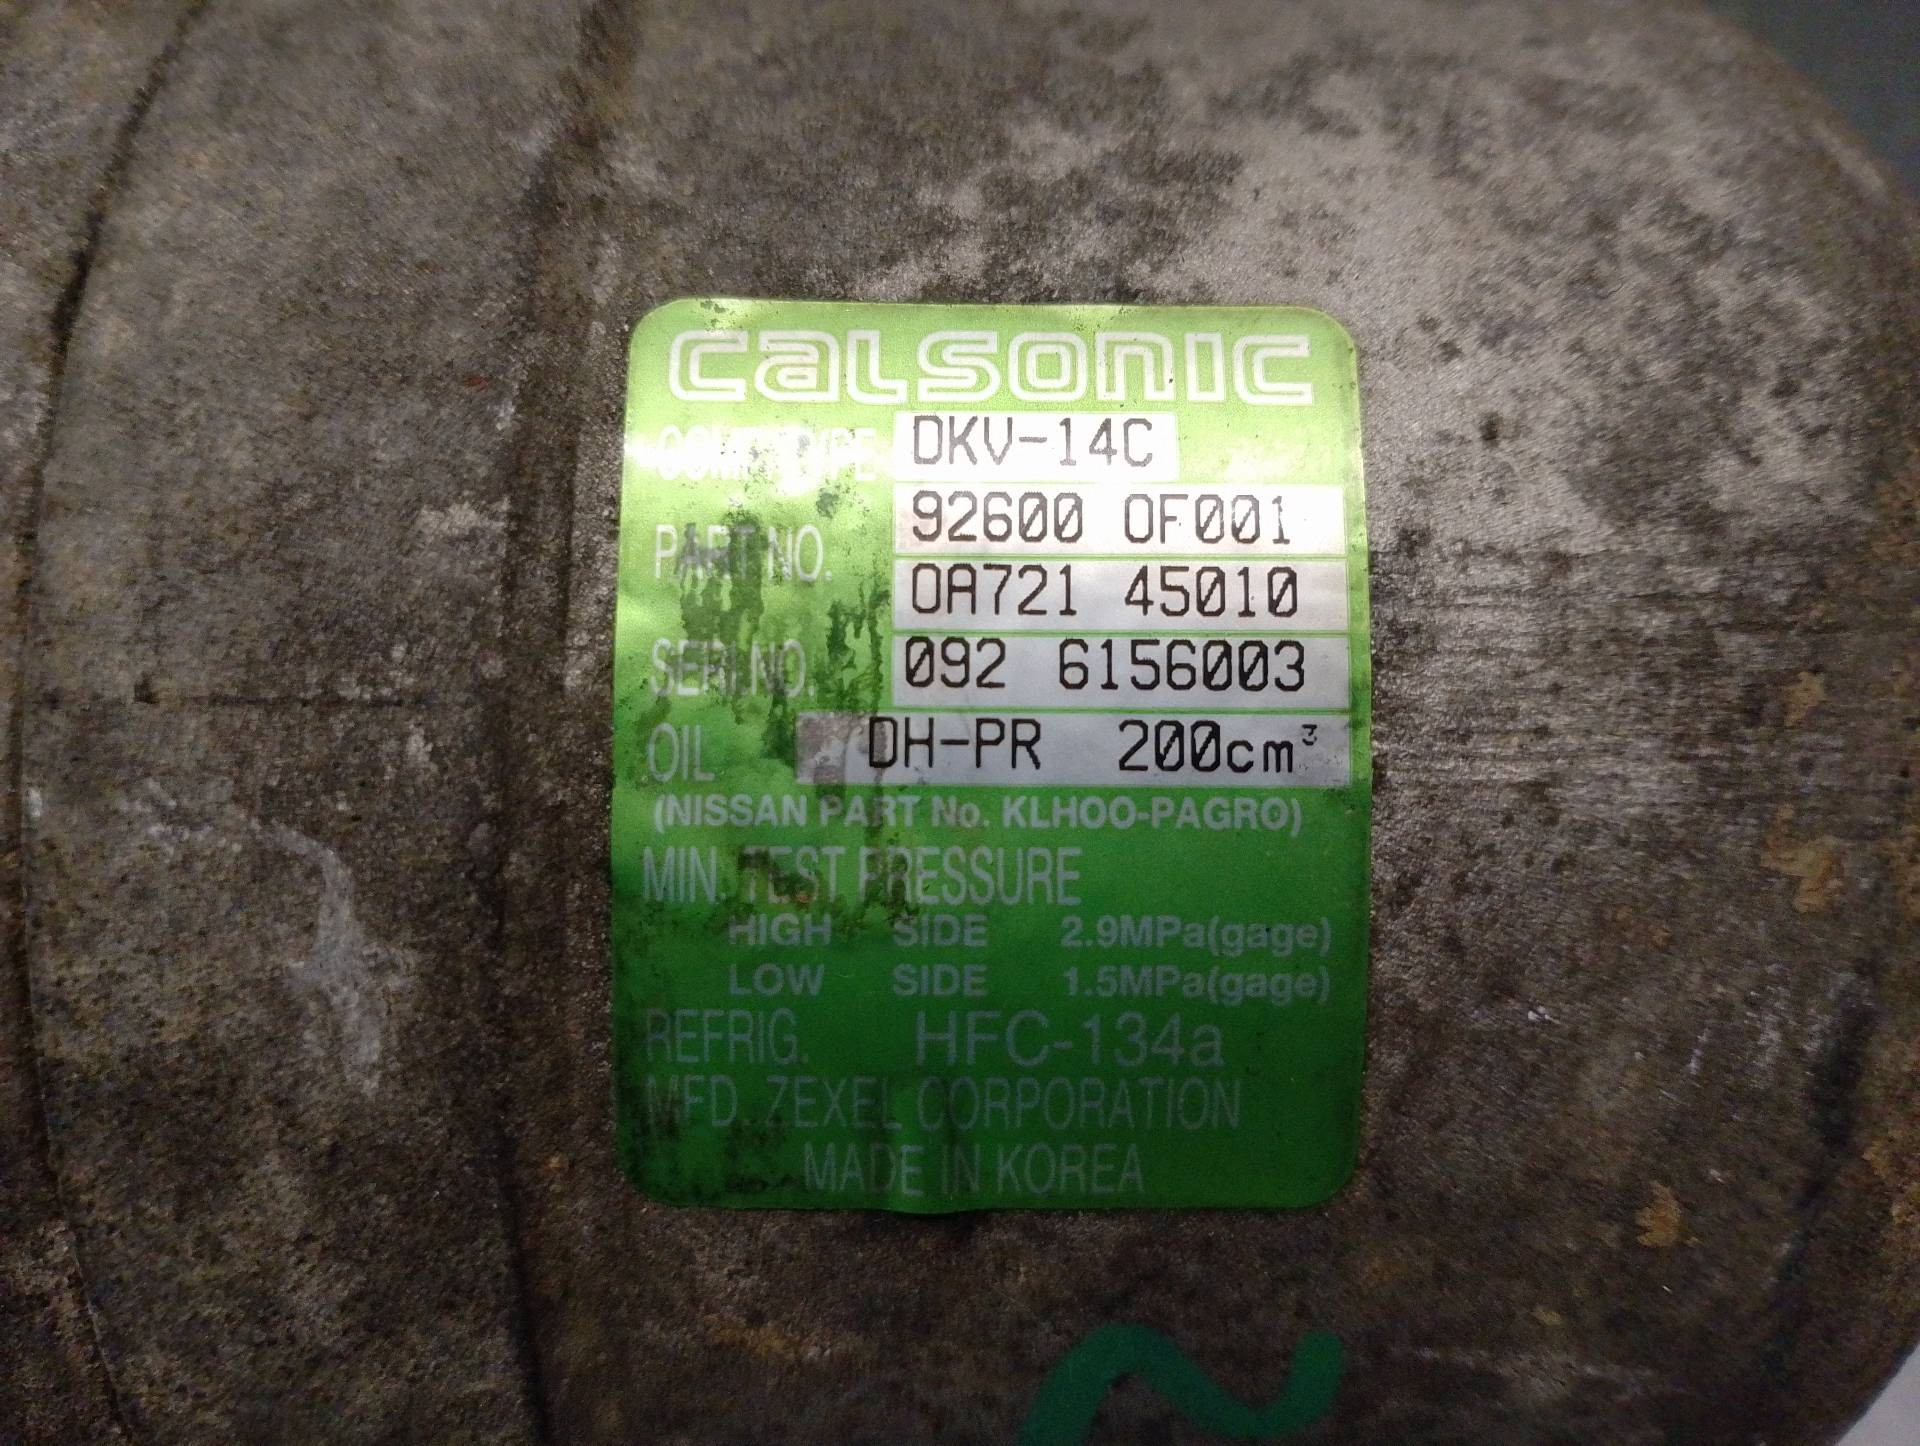 CALSONIC
COMP. TYPE DKV-14C
PART NO. 92600 0F001
0A721 45010
SERI.NO. 092 6156003
OIL DH-PR 200cm³
(NISSAN PART No. KLHOO-PAGRO)
MIN. TEST PRESSURE
HIGH SIDE 2.9MPa(gage)
LOW SIDE 1.5MPa(gage)
REFRIG. HFC-134a
MFD. ZEXEL CORPORATION
MADE IN KOREA